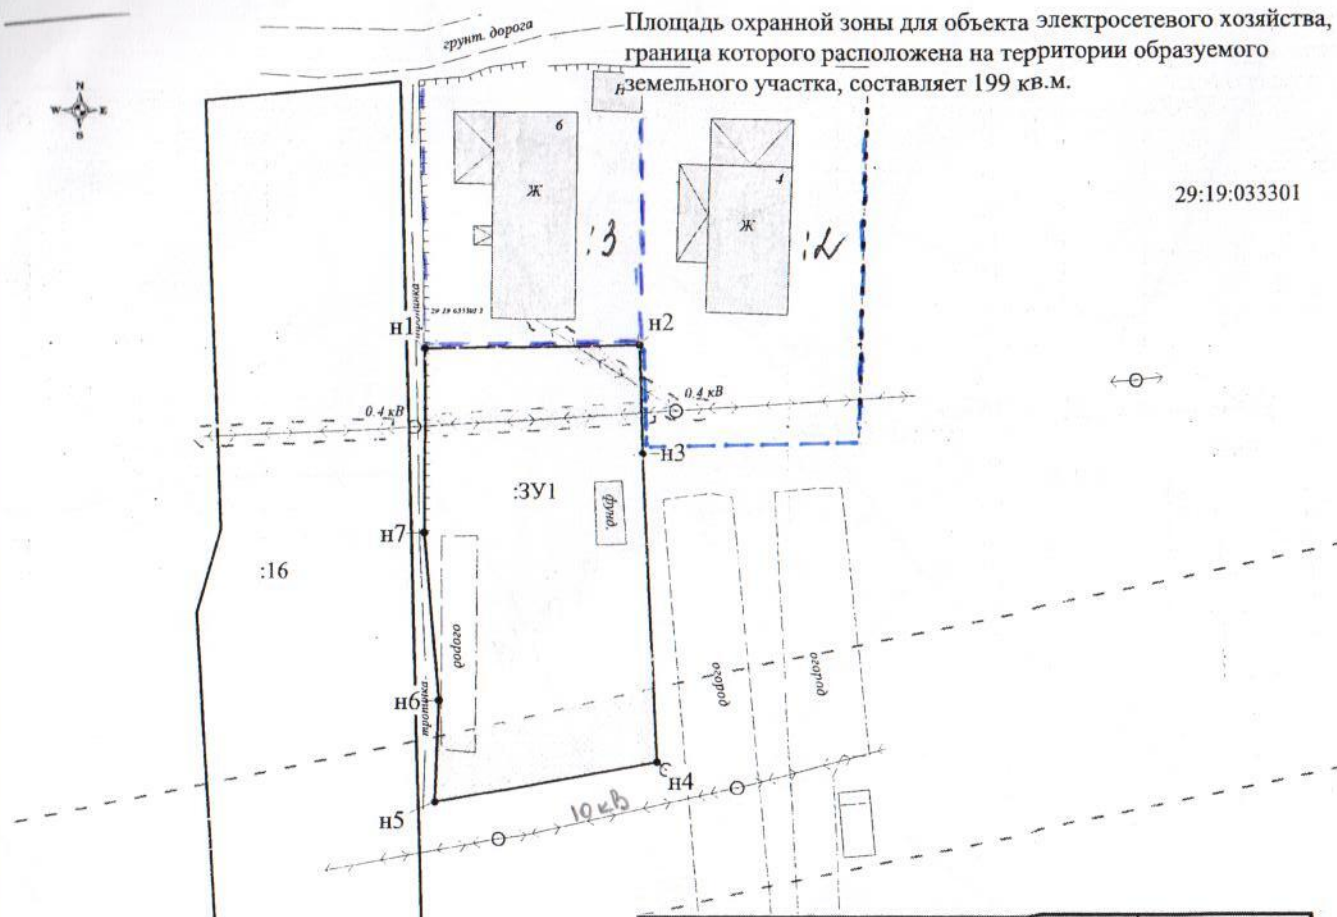 Площадь охранной зоны для объекта электросетевого хозяйства,
граница которого расположена на территории образуемого
земельного участка, составляет 199 кв.м.
грунт. дорога
N
W E
S
н
6
Ж
:3
4
Ж
:2
29:19:033301
тропинка
н1
н2
0.4 кВ
0.4 кВ
н3
:ЗУ1
фунд.
н7
:16
огород
огород
огород
н6
тропинка
н4
н5
10 кВ